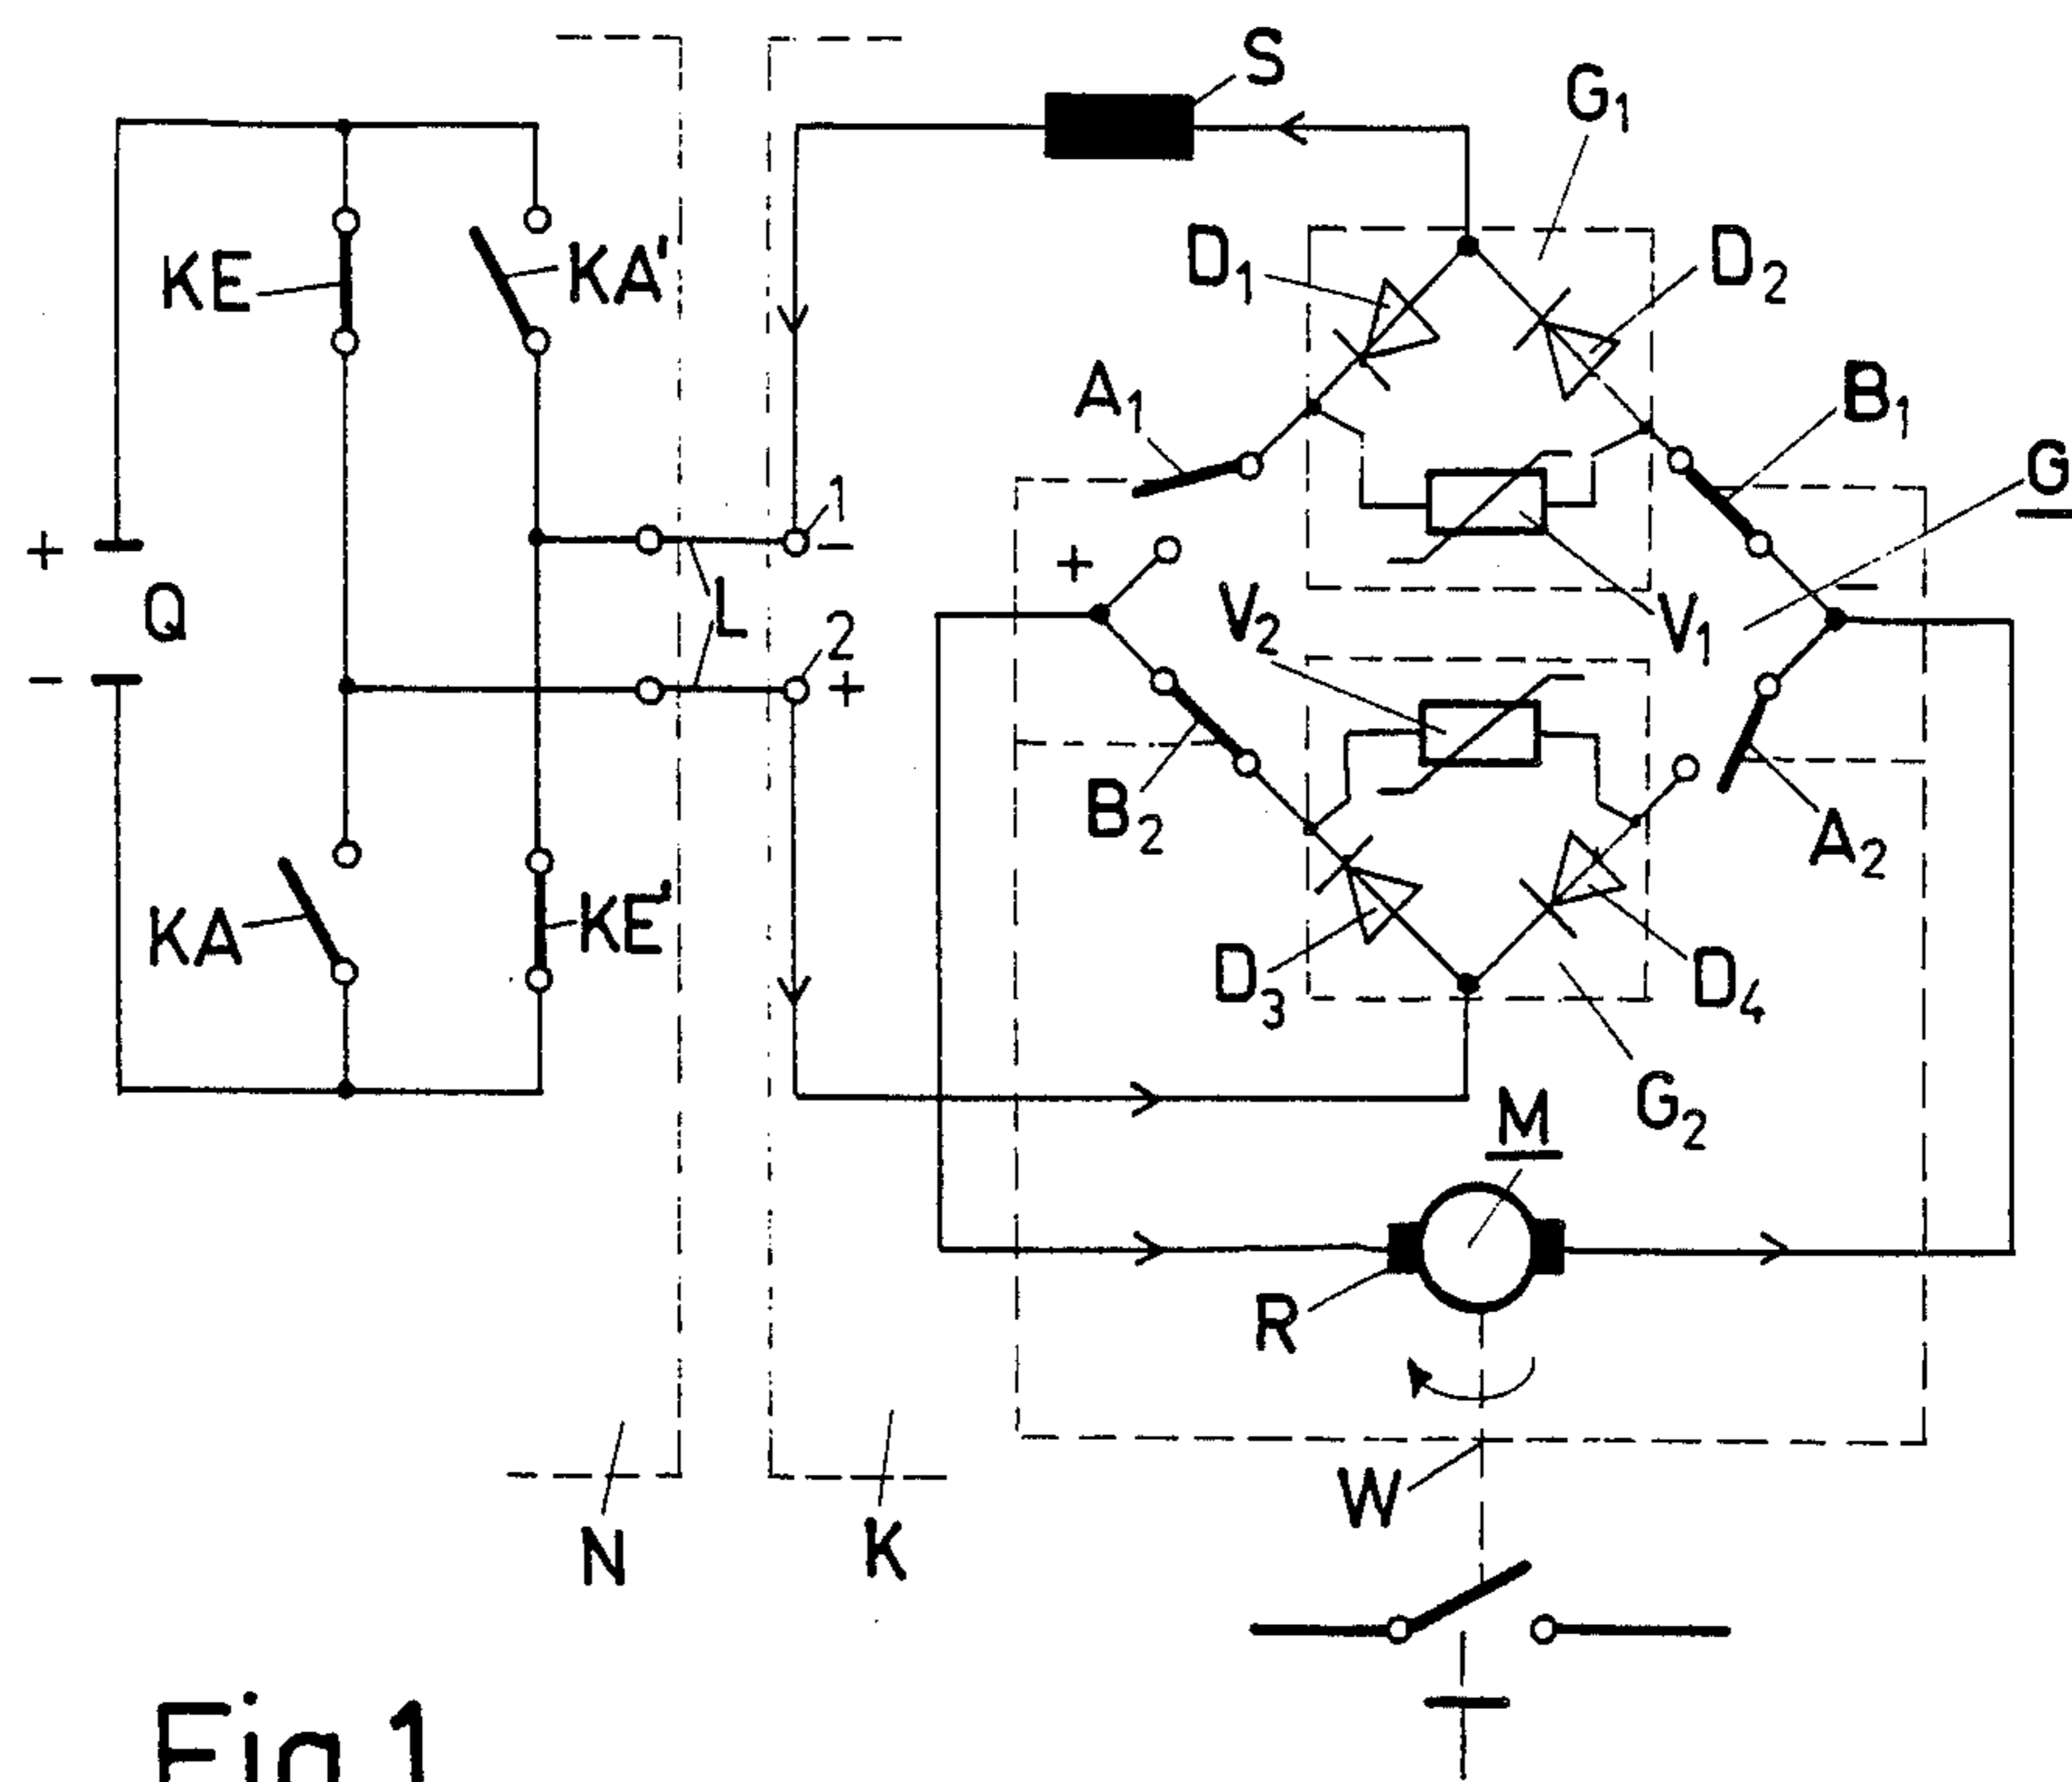 S
G1
D1
D2
KE
KA'
A1
B1
G
1
−
+
Q
−
L
+
V2
V1
−
2
+
B2
A2
KA
KE'
D3
D4
G2
M
R
W
N
K
Fig.1